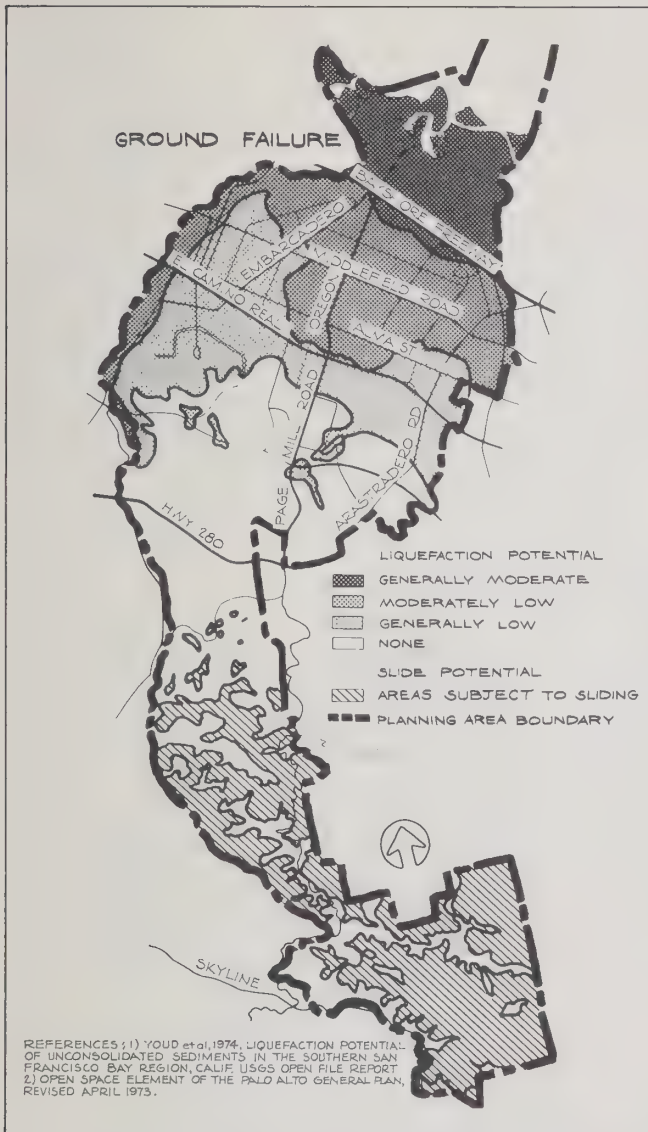 GROUND FAILURE
BAYSHORE FREEWAY
EMBARCADERO
MIDDLEFIELD ROAD
EL CAMINO REAL
OREGON
ALMA ST
PAGE MILL ROAD
ARASTRADERO RD
HWY 280
LIQUEFACTION POTENTIAL
GENERALLY MODERATE
MODERATELY LOW
GENERALLY LOW
NONE
SLIDE POTENTIAL
AREAS SUBJECT TO SLIDING
PLANNING AREA BOUNDARY
SKYLINE
REFERENCES: 1) YOUD et al, 1974, LIQUEFACTION POTENTIAL
OF UNCONSOLIDATED SEDIMENTS IN THE SOUTHERN SAN
FRANCISCO BAY REGION, CALIF. USGS OPEN FILE REPORT
2) OPEN SPACE ELEMENT OF THE PALO ALTO GENERAL PLAN,
REVISED APRIL 1973.